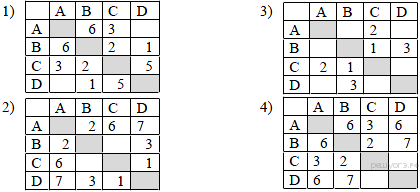 1)
A B C D
A 6 3
B 6 2 1
C 3 2 5
D 1 5
2)
A B C D
A 2 6 7
B 2 3
C 6 1
D 7 3 1
3)
A B C D
A 2
B 1 3
C 2 1
D 3
4)
A B C D
A 6 3 6
B 6 2 7
C 3 2
D 6 7